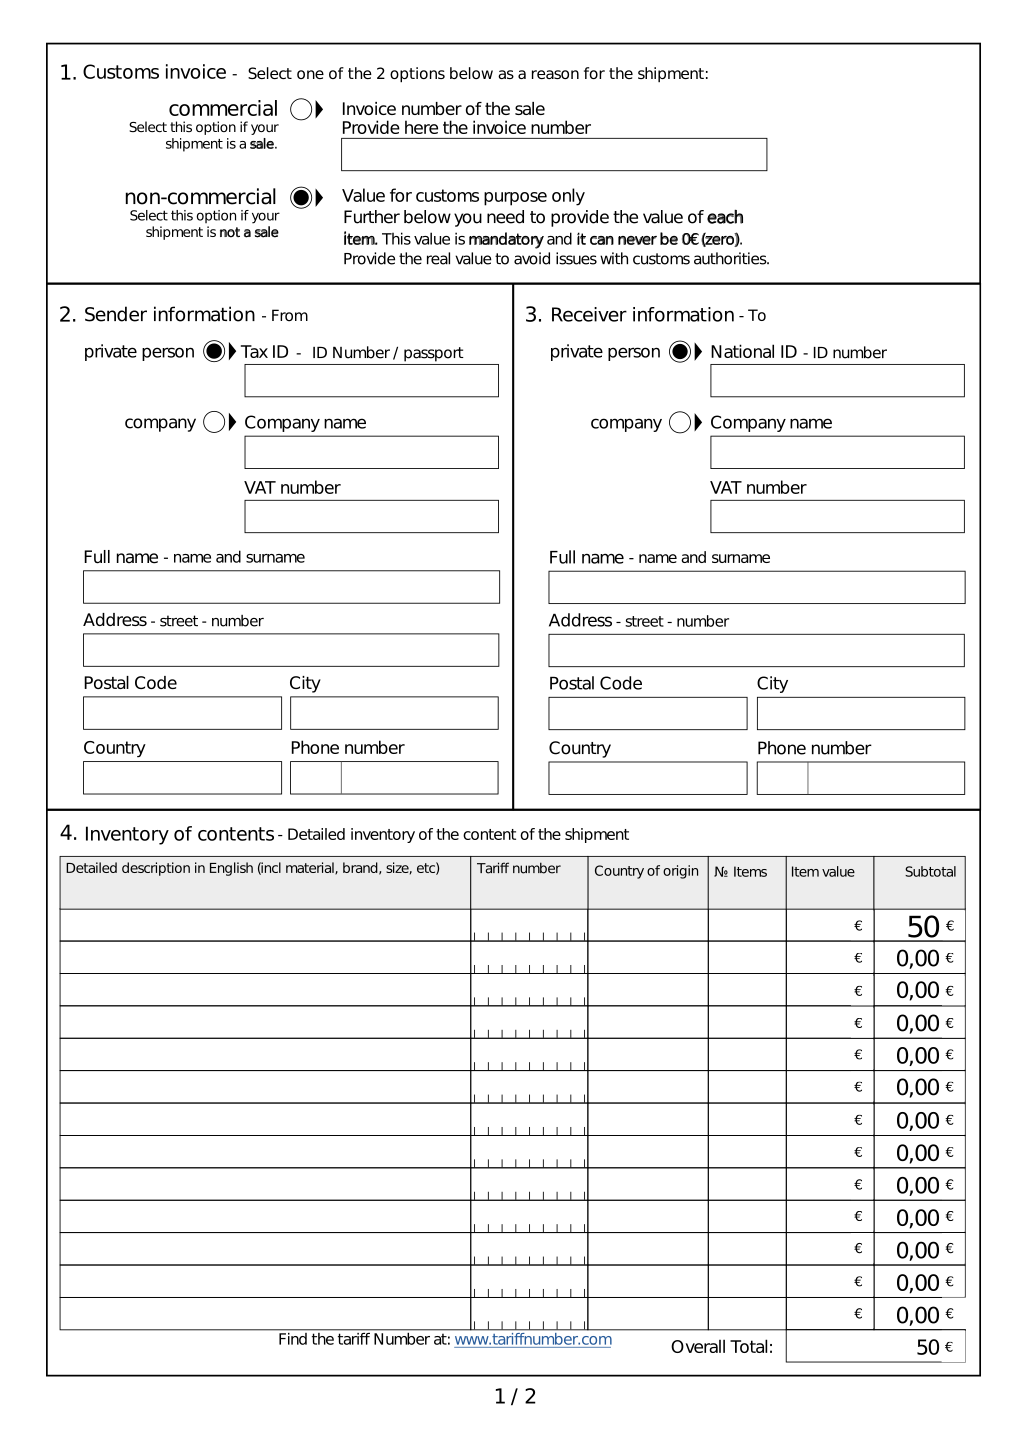 1. Customs invoice - Select one of the 2 options below as a reason for the shipment:
commercial
Select this option if your
shipment is a sale.
Invoice number of the sale
Provide here the invoice number
non-commercial
Select this option if your
shipment is not a sale
Value for customs purpose only
Further below you need to provide the value of each
item. This value is mandatory and it can never be 0€ (zero).
Provide the real value to avoid issues with customs authorities.
2. Sender information - From
private person Tax ID - ID Number / passport
company Company name
VAT number
Full name - name and surname
Address - street - number
Postal Code City
Country Phone number
3. Receiver information - To
private person National ID - ID number
company Company name
VAT number
Full name - name and surname
Address - street - number
Postal Code City
Country Phone number
4. Inventory of contents - Detailed inventory of the content of the shipment
Detailed description in English (incl material, brand, size, etc) Tariff number Country of origin № Items Item value Subtotal
€ 50 €
€ 0,00 €
€ 0,00 €
€ 0,00 €
€ 0,00 €
€ 0,00 €
€ 0,00 €
€ 0,00 €
€ 0,00 €
€ 0,00 €
€ 0,00 €
€ 0,00 €
€ 0,00 €
Find the tariff Number at: www.tariffnumber.com
Overall Total: 50 €
1 / 2